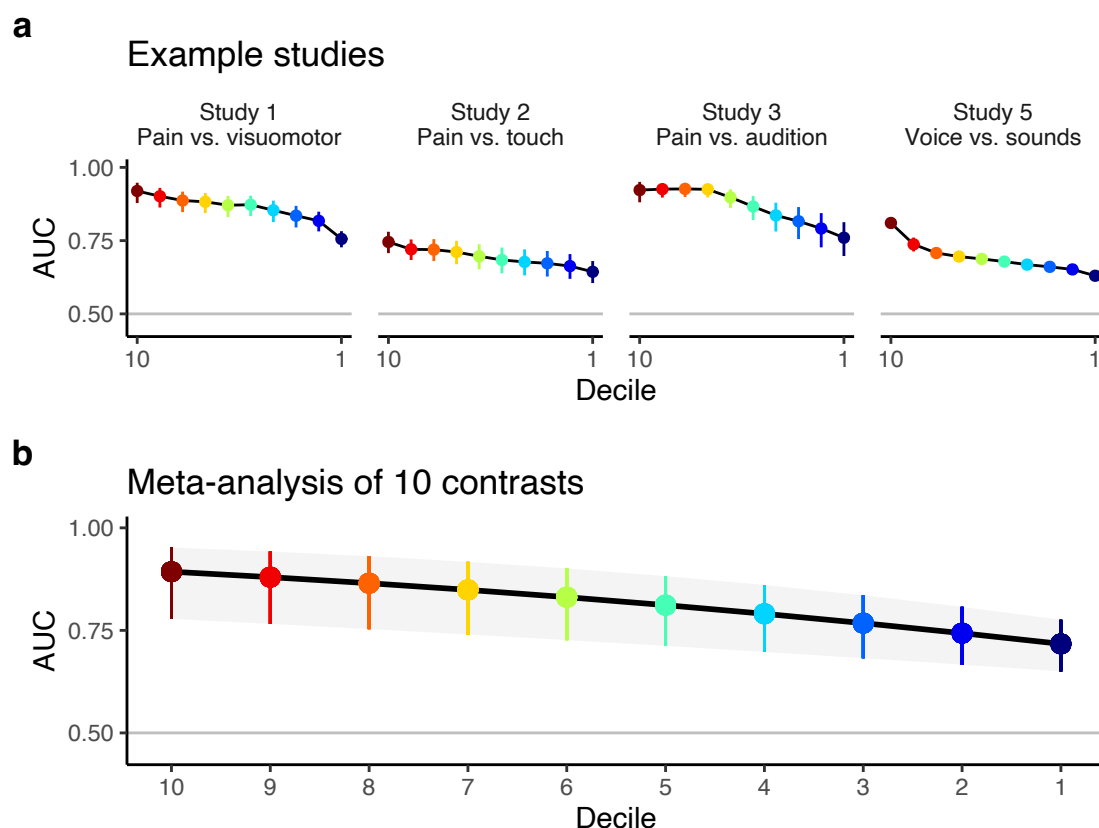 a
Example studies
Study 1
Pain vs. visuomotor
Study 2
Pain vs. touch
Study 3
Pain vs. audition
Study 5
Voice vs. sounds
1.00
0.75
0.50
AUC
10 1
10 1
10 1
10 1
Decile
b
Meta-analysis of 10 contrasts
1.00
0.75
0.50
AUC
10 9 8 7 6 5 4 3 2 1
Decile